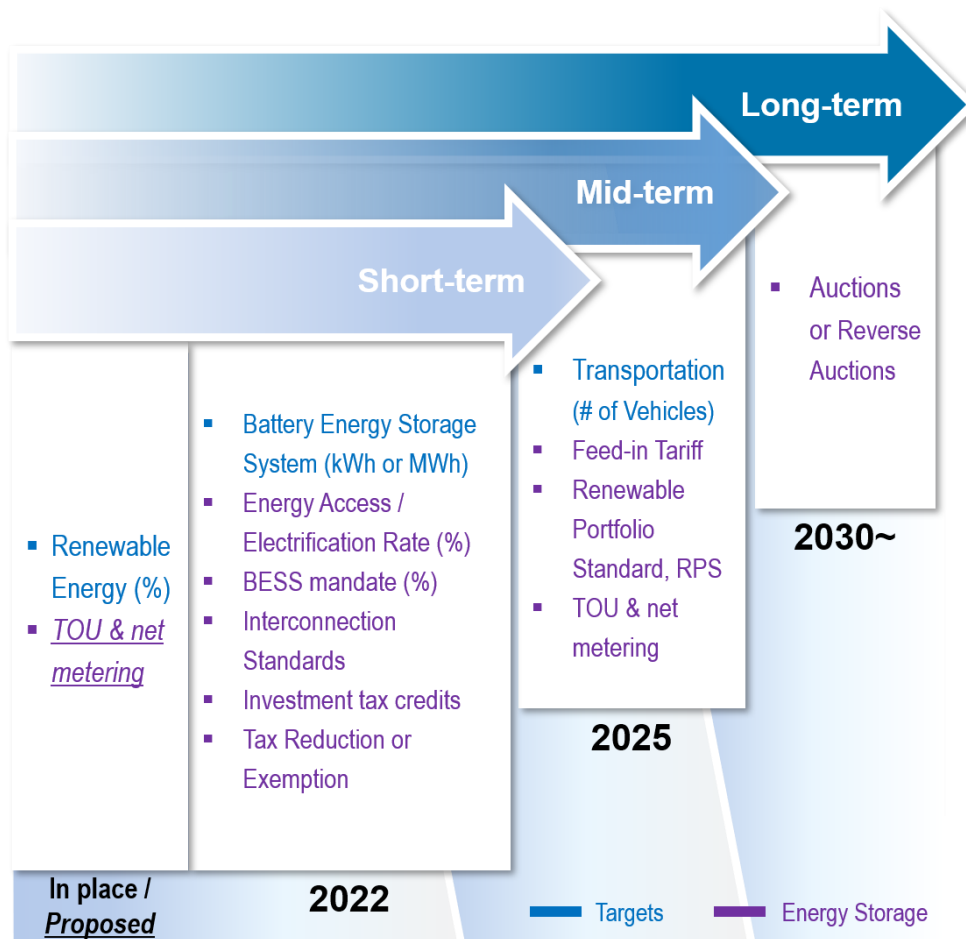 Long-term
Mid-term
Short-term
▪ Renewable
Energy (%)
▪ TOU & net
metering
In place /
Proposed
▪ Battery Energy Storage
System (kWh or MWh)
▪ Energy Access /
Electrification Rate (%)
▪ BESS mandate (%)
▪ Interconnection
Standards
▪ Investment tax credits
▪ Tax Reduction or
Exemption
2022
▪ Transportation
(# of Vehicles)
▪ Feed-in Tariff
▪ Renewable
Portfolio
Standard, RPS
▪ TOU & net
metering
2025
▪ Auctions
or Reverse
Auctions
2030~
Targets
Energy Storage